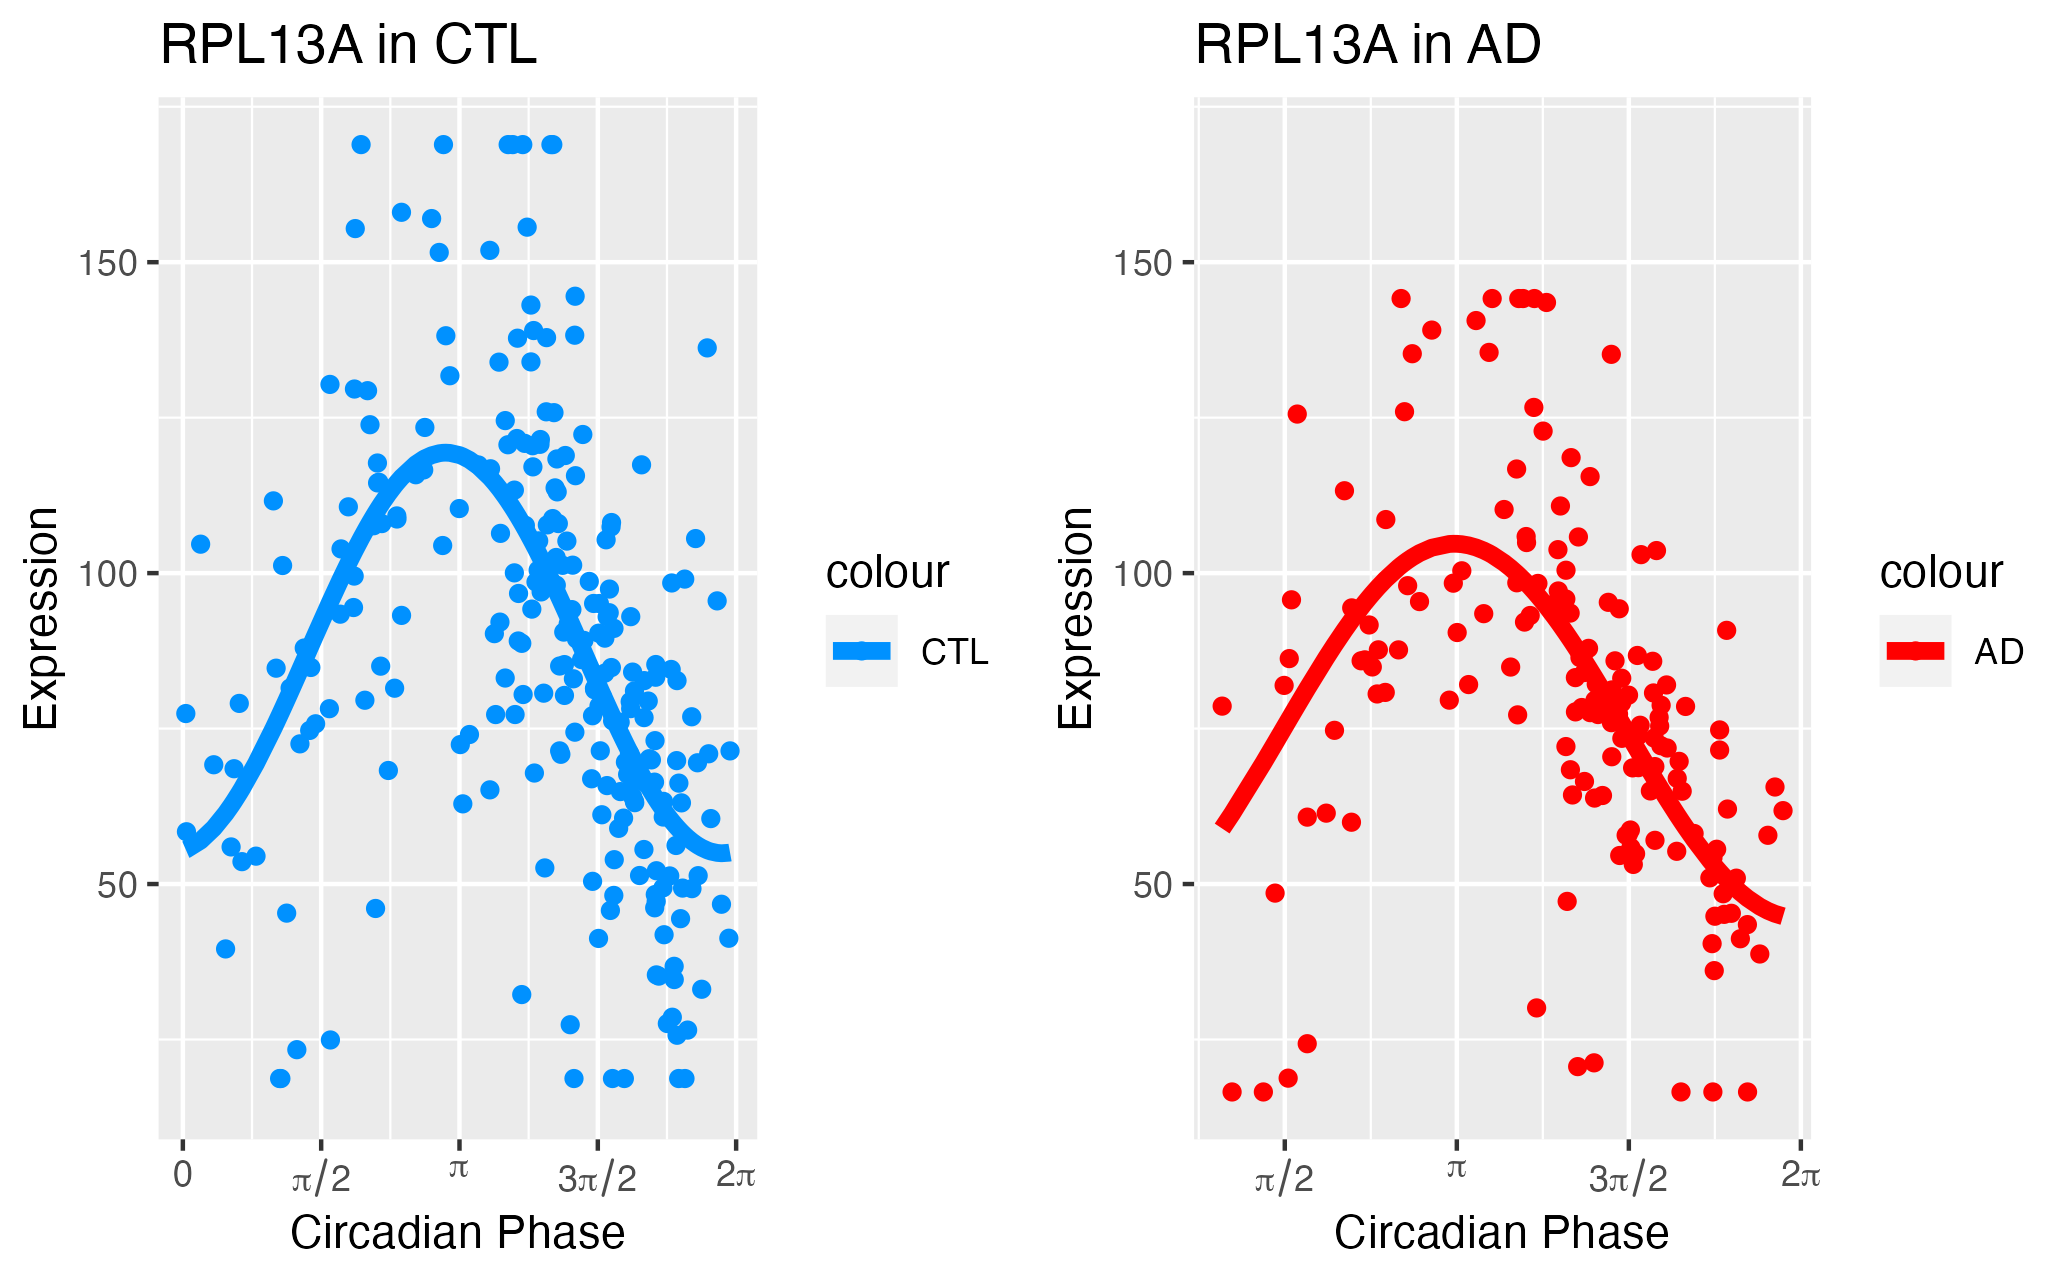 RPL13A in CTL
Expression
150
100
50
0
π/2
π
3π/2
2π
Circadian Phase
colour
CTL
RPL13A in AD
Expression
150
100
50
π/2
π
3π/2
2π
Circadian Phase
colour
AD